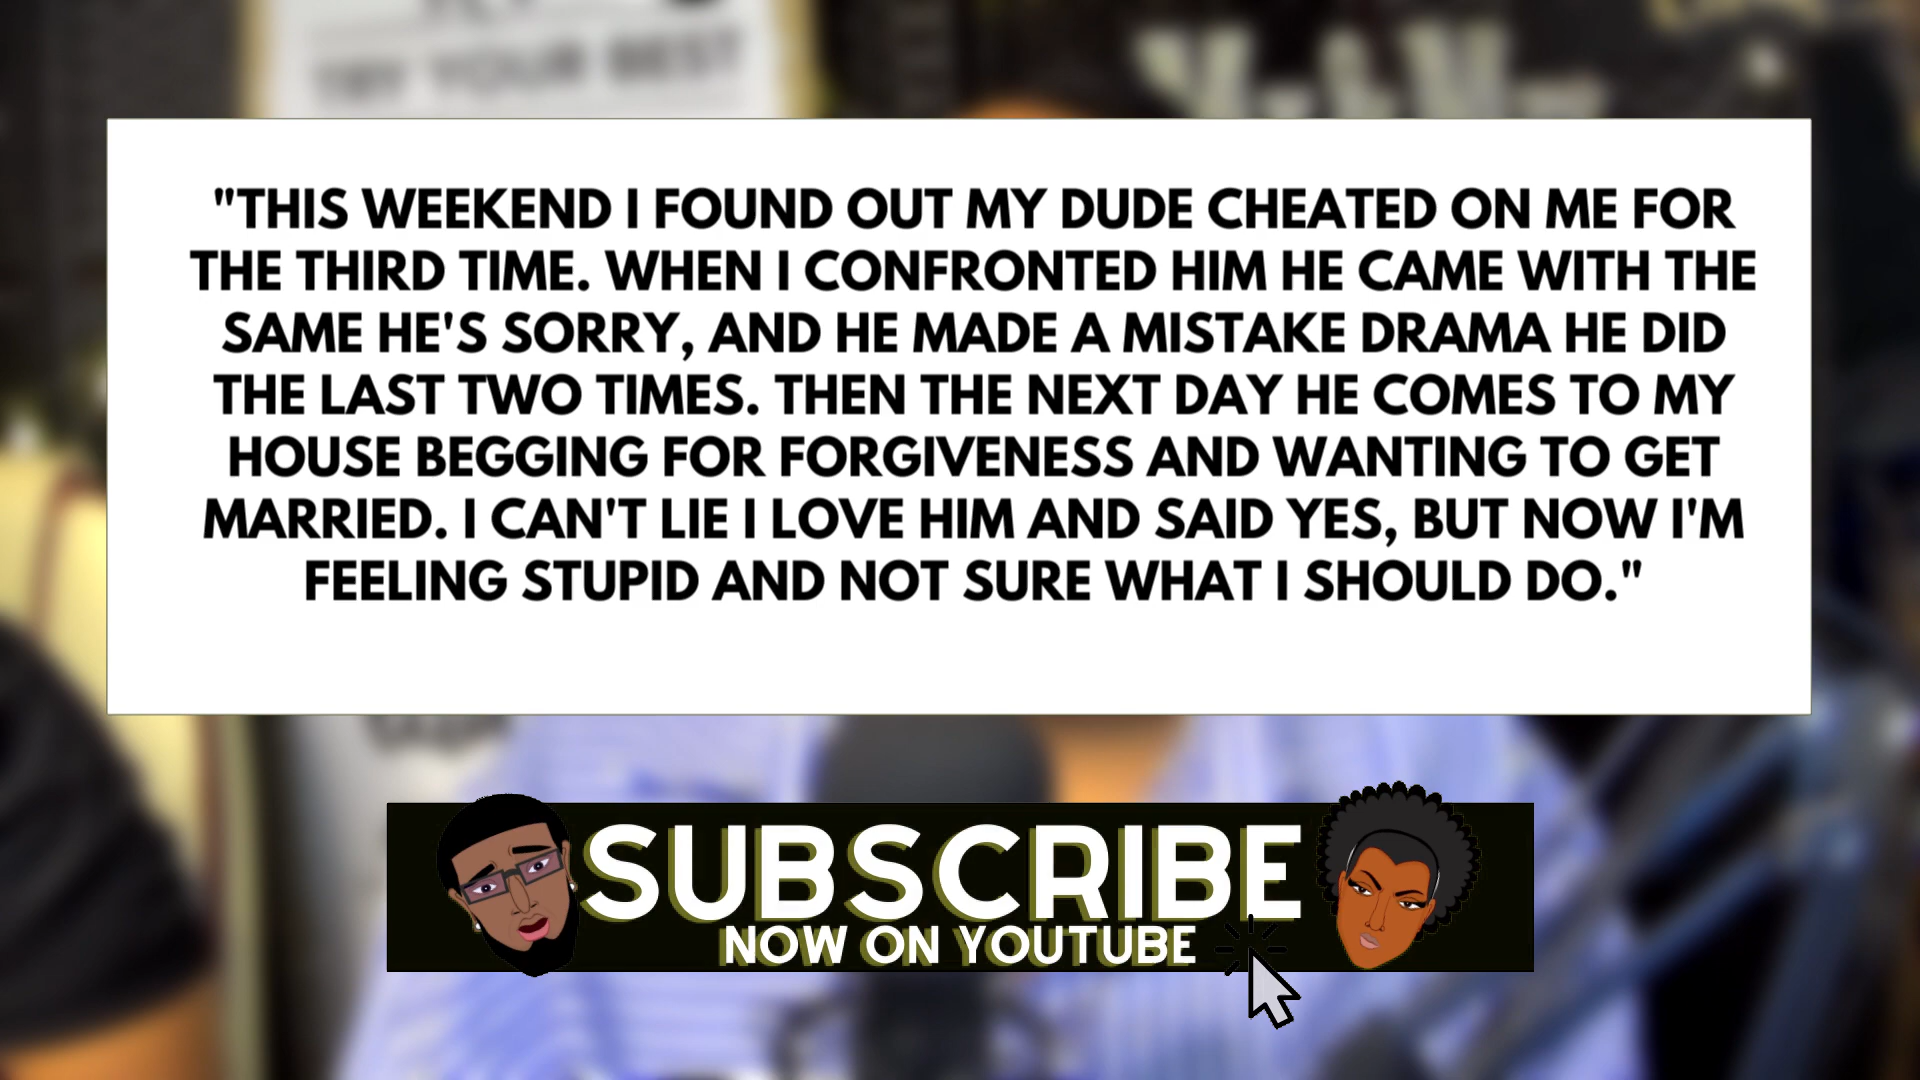 TRY YOUR BEST
"THIS WEEKEND I FOUND OUT MY DUDE CHEATED ON ME FOR
THE THIRD TIME. WHEN I CONFRONTED HIM HE CAME WITH THE
SAME HE'S SORRY, AND HE MADE A MISTAKE DRAMA HE DID
THE LAST TWO TIMES. THEN THE NEXT DAY HE COMES TO MY
HOUSE BEGGING FOR FORGIVENESS AND WANTING TO GET
MARRIED. I CAN'T LIE I LOVE HIM AND SAID YES, BUT NOW I'M
FEELING STUPID AND NOT SURE WHAT I SHOULD DO."
SUBSCRIBE
NOW ON YOUTUBE